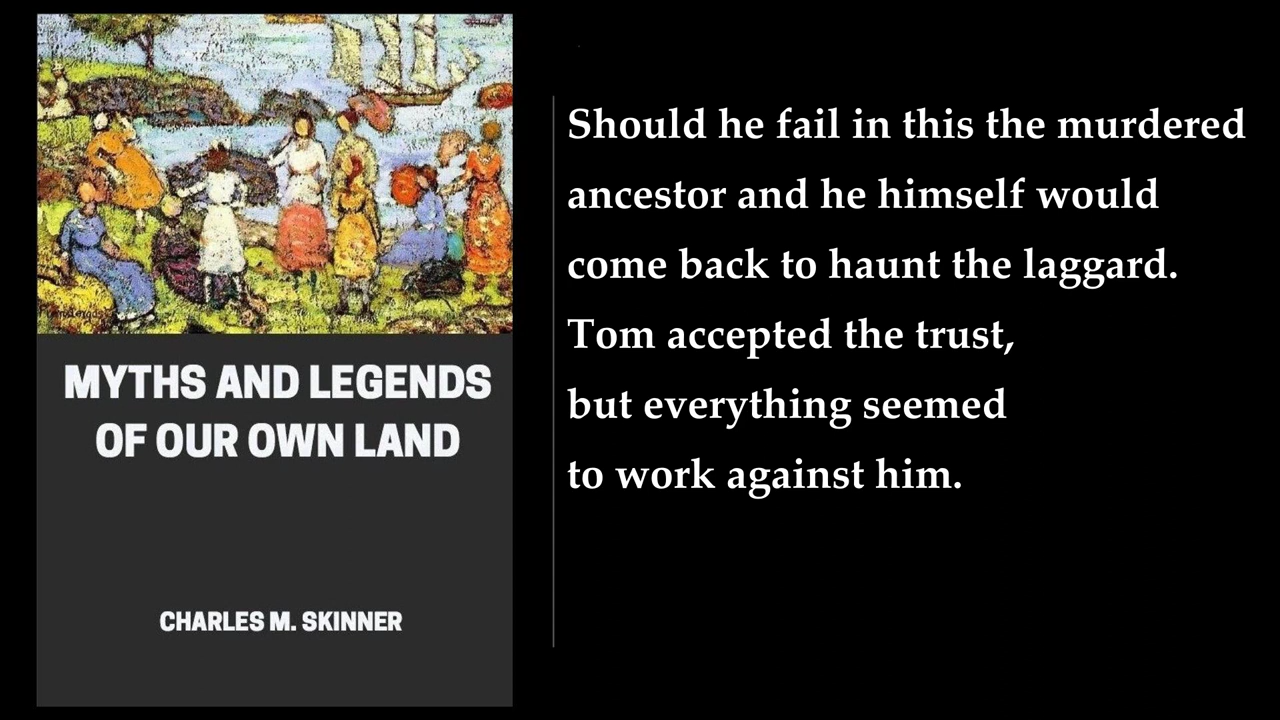 MYTHS AND LEGENDS
OF OUR OWN LAND
CHARLES M. SKINNER
Should he fail in this the murdered
ancestor and he himself would
come back to haunt the laggard.
Tom accepted the trust,
but everything seemed
to work against him.